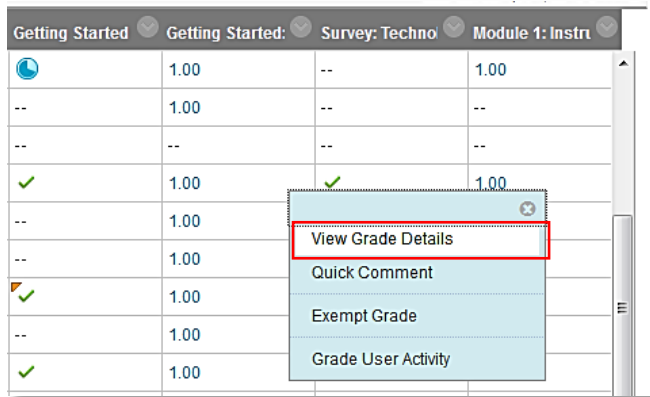 Getting Started Getting Started: Survey: Technol Module 1: Instru
1.00 -- 1.00
-- 1.00 -- --
-- -- -- --
1.00 1.00
-- 1.00
View Grade Details
-- 1.00
Quick Comment
1.00
Exempt Grade
-- 1.00
Grade User Activity
1.00